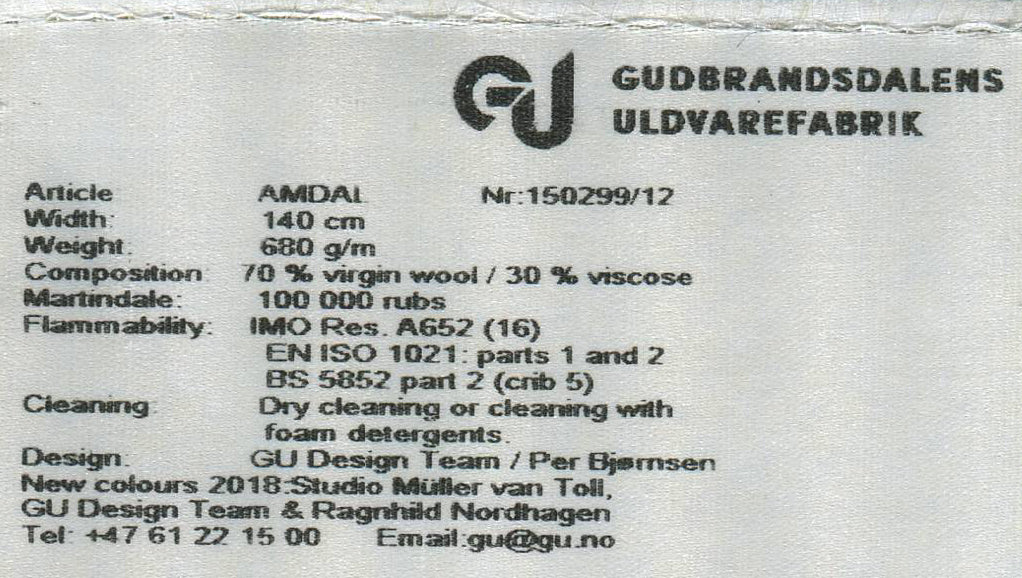 GU GUDBRANDSDALENS
ULDVAREFABRIK
Article AMDAL Nr:150299/12
Width: 140 cm
Weight: 680 g/m
Composition 70 % virgin wool / 30 % viscose
Martindale: 100 000 rubs
Flammability: IMO Res. A652 (16)
EN ISO 1021: parts 1 and 2
BS 5852 part 2 (crib 5)
Cleaning: Dry cleaning or cleaning with
foam detergents.
Design: GU Design Team / Per Bjørnsen
New colours 2018:Studio Müller van Toll,
GU Design Team & Ragnhild Nordhagen
Tel: +47 61 22 15 00 Email:gu@gu.no